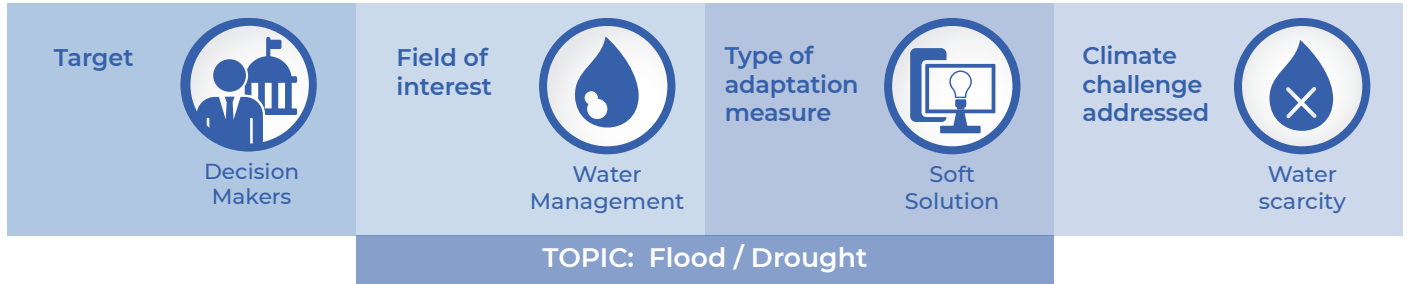 Target
Decision
Makers
Field of
interest
Water
Management
Type of
adaptation
measure
Soft
Solution
Climate
challenge
addressed
Water
scarcity
TOPIC: Flood / Drought